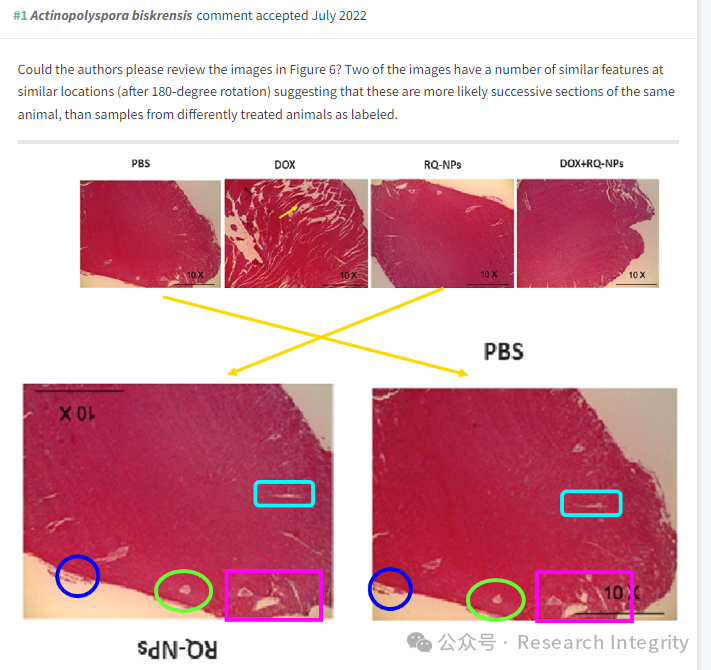 #1 Actinopolyspora biskrensis comment accepted July 2022
Could the authors please review the images in Figure 6? Two of the images have a number of similar features at
similar locations (after 180-degree rotation) suggesting that these are more likely successive sections of the same
animal, than samples from differently treated animals as labeled.
PBS DOX RQ-NPs DOX+RQ-NPs
10 X 10 X 10 X 10 X
PBS
10 X
10 X
RQ-NPs
公众号 · Research Integrity